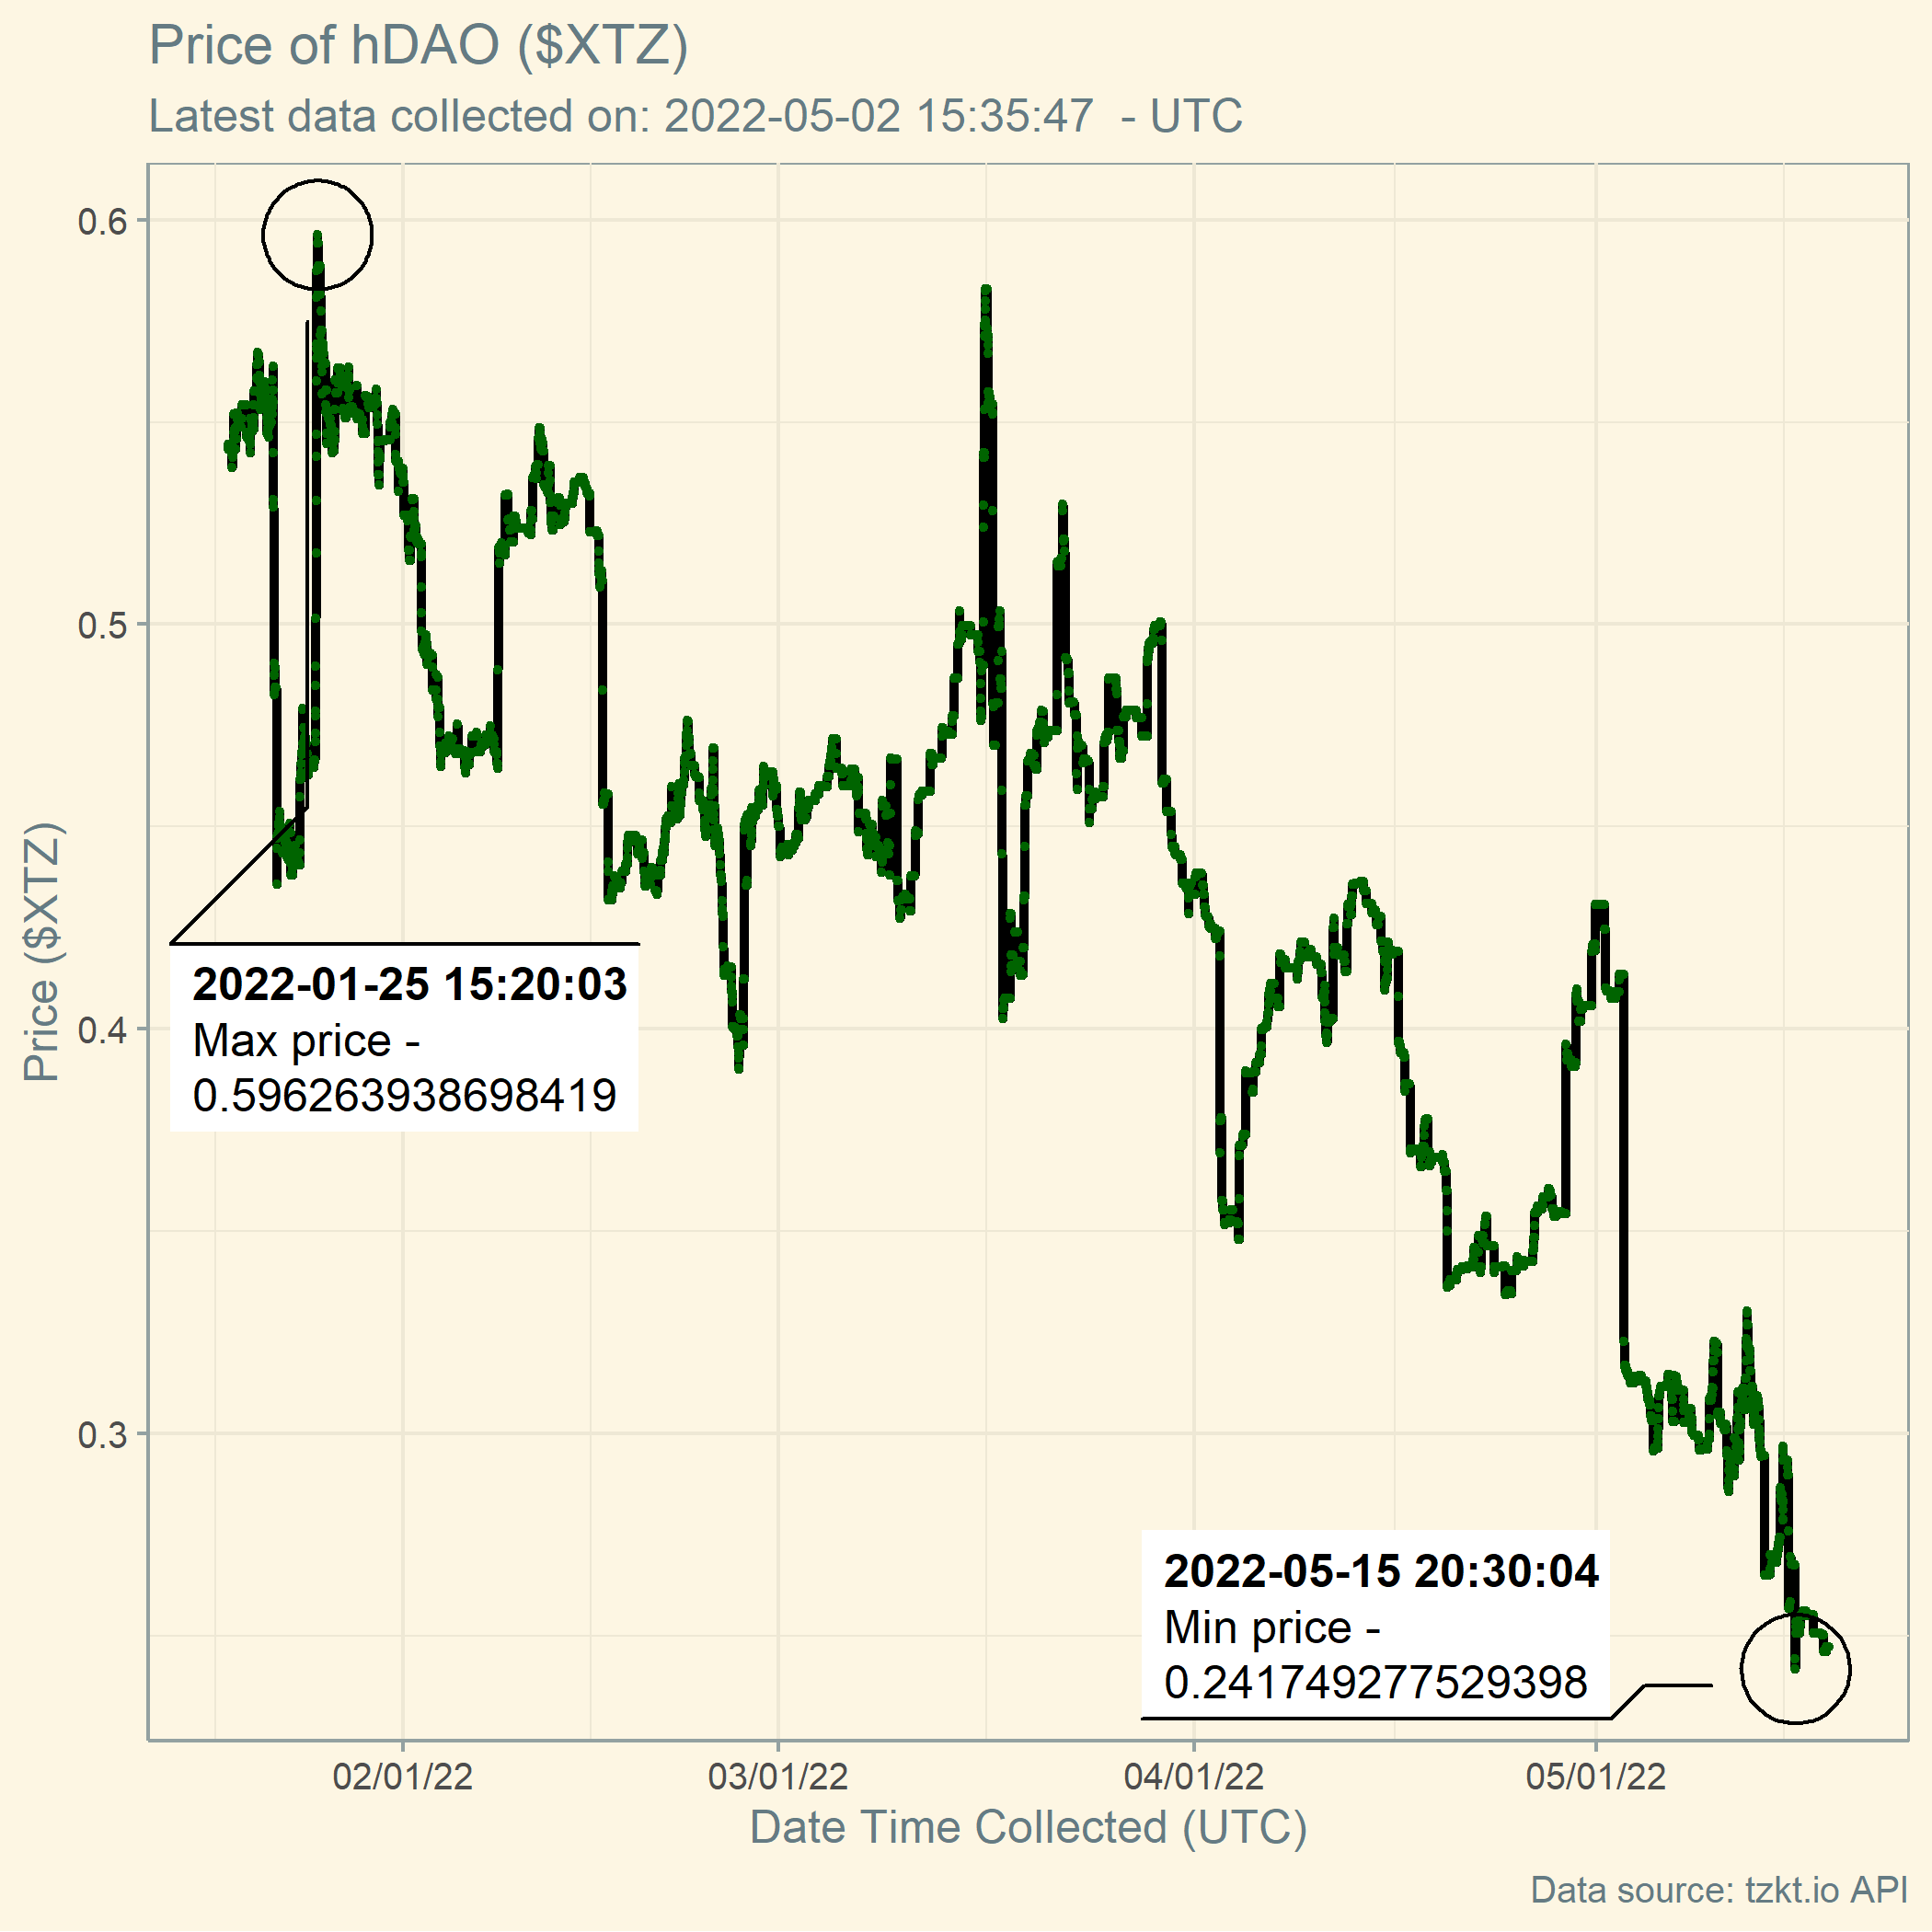 Price of hDAO ($XTZ)
Latest data collected on: 2022-05-02 15:35:47  - UTC
Price ($XTZ)
0.6
0.5
0.4
0.3
2022-01-25 15:20:03
Max price -
0.596263938698419
2022-05-15 20:30:04
Min price -
0.241749277529398
02/01/22
03/01/22
04/01/22
05/01/22
Date Time Collected (UTC)
Data source: tzkt.io API